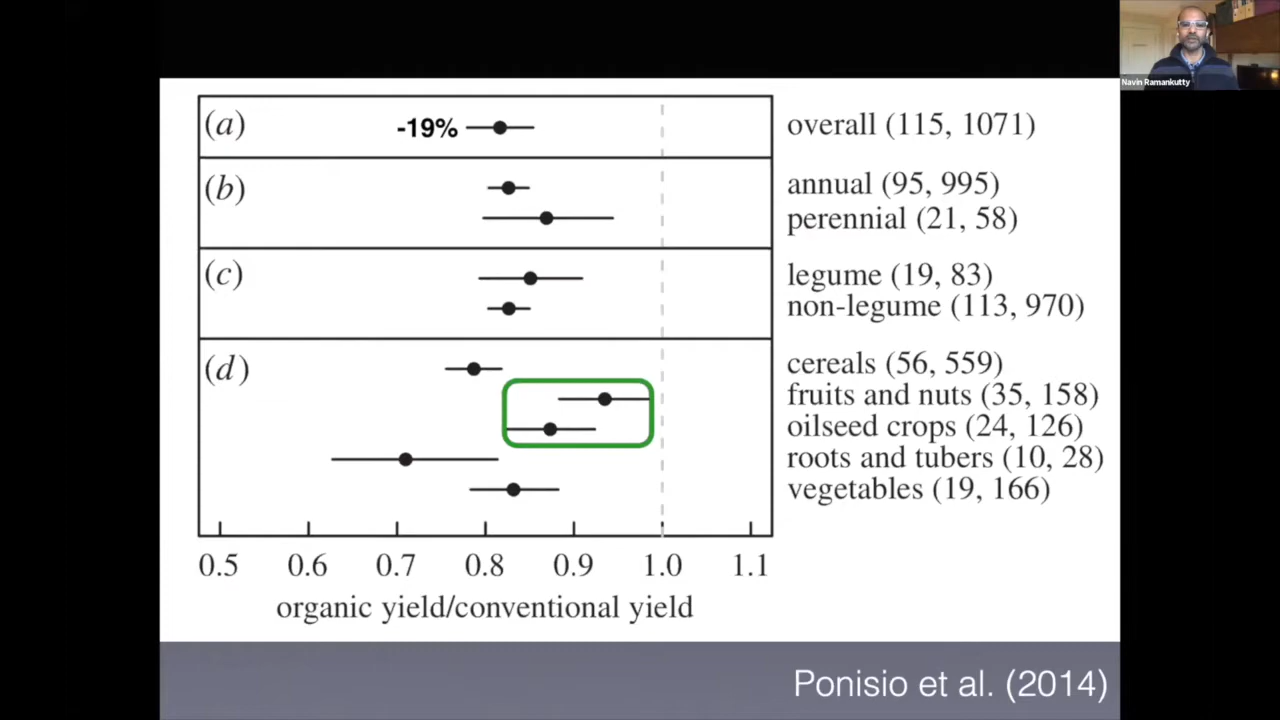 Navin Ramankutty
(a)
-19%
overall (115, 1071)
(b)
annual (95, 995)
perennial (21, 58)
(c)
legume (19, 83)
non-legume (113, 970)
(d)
cereals (56, 559)
fruits and nuts (35, 158)
oilseed crops (24, 126)
roots and tubers (10, 28)
vegetables (19, 166)
0.5 0.6 0.7 0.8 0.9 1.0 1.1
organic yield/conventional yield
Ponisio et al. (2014)